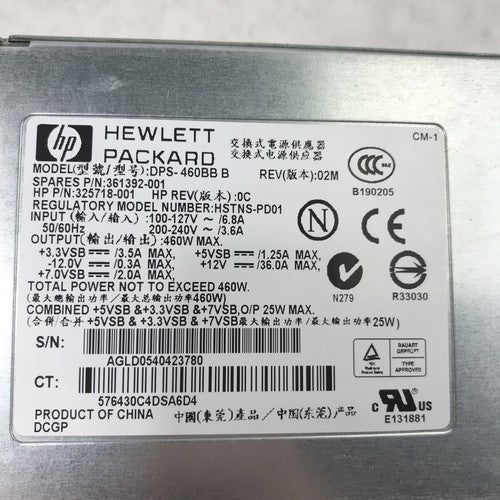 hp
HEWLETT
PACKARD
交換式電源供應器
交换式电源供应器
CM-1
MODEL(型號/型号):DPS-460BB B REV(版本):02M
SPARES P/N:361392-001
HP P/N:325718-001 HP REV(版本):0C
REGULATORY MODEL NUMBER:HSTNS-PD01
INPUT (輸入/输入) :100-127V ~ /6.8A
50/60Hz 200-240V ~ /3.6A
OUTPUT(輸出/输出) :460W MAX.
+3.3VSB ⎓ /3.5A MAX, +5VSB ⎓ /1.25A MAX,
-12.0V ⎓ /0.3A MAX, +12V ⎓ /36.0A MAX,
+7.0VSB ⎓ /2.0A MAX,
TOTAL POWER NOT TO EXCEED 460W.
(最大總輸出功率/最大总输出功率460W)
COMBINED +5VSB &+3.3VSB &+7VSB,O/P 25W MAX.
(合併/合并 +5VSB &+3.3VSB &+7VSB最大輸出功率/最大输出功率25W)
CCC
B190205
N
N279
R33030
S/N:
AGLD0540423780
CT:
576430C4DSA6D4
PRODUCT OF CHINA 中國(東莞)產品/中国(东莞)产品
DCGP
c RU US
E131881